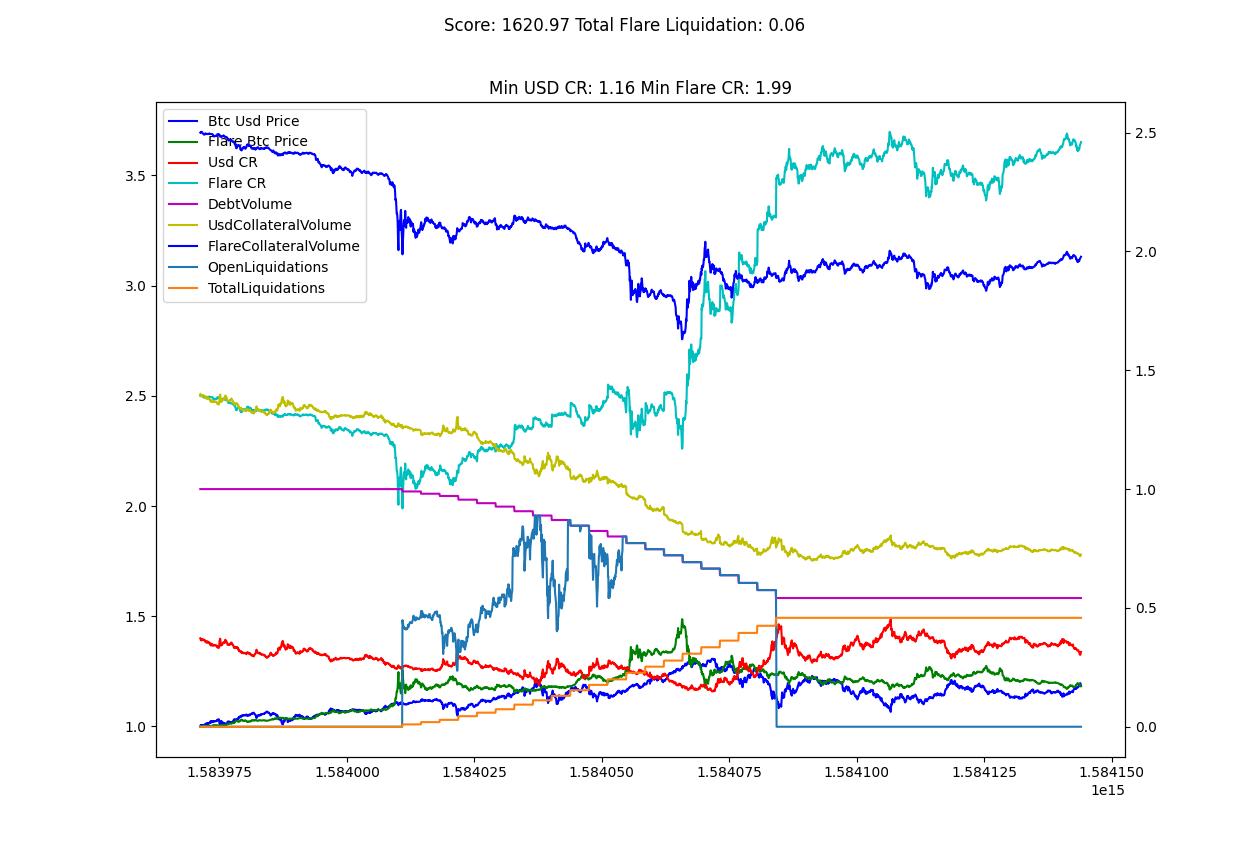 Score: 1620.97 Total Flare Liquidation: 0.06
Min USD CR: 1.16 Min Flare CR: 1.99
Btc Usd Price
Flare Btc Price
Usd CR
Flare CR
DebtVolume
UsdCollateralVolume
FlareCollateralVolume
OpenLiquidations
TotalLiquidations
3.5
3.0
2.5
2.0
1.5
1.0
2.5
2.0
1.5
1.0
0.5
0.0
1.583975 1.584000 1.584025 1.584050 1.584075 1.584100 1.584125 1.584150
1e15